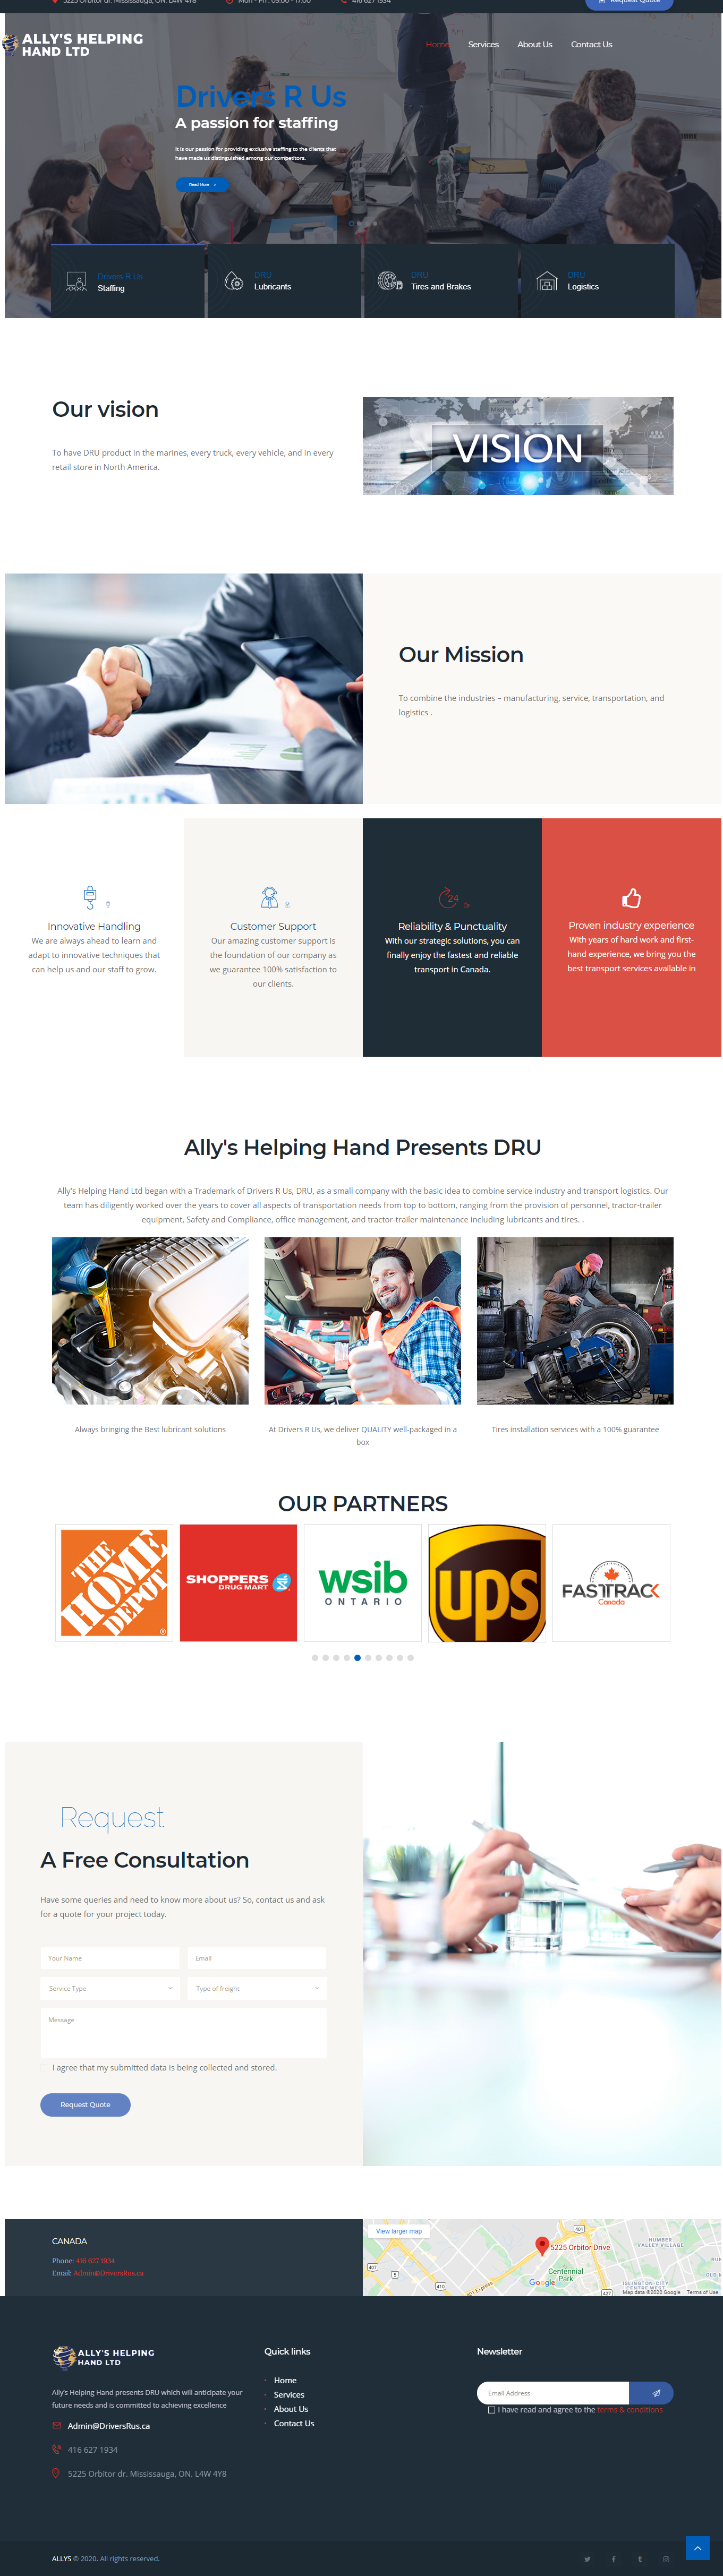 5225 Orbitor dr. Mississauga, ON. L4W 4Y8
Mon - Fri : 09:00 - 17:00
416 627 1934
Request Quote
ALLY'S HELPING
HAND LTD
Home
Services
About Us
Contact Us
Drivers R Us
A passion for staffing
It is our passion for providing exclusive staffing to the clients that
have made us distinguished among our competitors.
Read More
Drivers R Us
Staffing
DRU
Lubricants
DRU
Tires and Brakes
DRU
Logistics
Our vision
To have DRU product in the marines, every truck, every vehicle, and in every
retail store in North America.
VISION
Our Mission
To combine the industries – manufacturing, service, transportation, and
logistics .
Innovative Handling
We are always ahead to learn and
adapt to innovative techniques that
can help us and our staff to grow.
Customer Support
Our amazing customer support is
the foundation of our company as
we guarantee 100% satisfaction to
our clients.
24
Reliability & Punctuality
With our strategic solutions, you can
finally enjoy the fastest and reliable
transport in Canada.
Proven industry experience
With years of hard work and first-
hand experience, we bring you the
best transport services available in
Ally's Helping Hand Presents DRU
Ally's Helping Hand Ltd began with a Trademark of Drivers R Us, DRU, as a small company with the basic idea to combine service industry and transport logistics. Our
team has diligently worked over the years to cover all aspects of transportation needs from top to bottom, ranging from the provision of personnel, tractor-trailer
equipment, Safety and Compliance, office management, and tractor-trailer maintenance including lubricants and tires. .
Always bringing the Best lubricant solutions
At Drivers R Us, we deliver QUALITY well-packaged in a
box
Tires installation services with a 100% guarantee
OUR PARTNERS
THE
HOME
DEPOT
SHOPPERS
DRUG MART
wsib
ONTARIO
ups
FASTTRACK
Canada
Request
A Free Consultation
Have some queries and need to know more about us? So, contact us and ask
for a quote for your project today.
Your Name
Email
Service Type
Type of freight
Message
I agree that my submitted data is being collected and stored.
Request Quote
CANADA
Phone: 416 627 1934
Email: Admin@DriversRus.ca
View larger map
401
5225 Orbitor Drive
HUMBER
VALLEY VILLAGE
407
5
Centennial
Park
410
401 Express
Google
427
ISLINGTON-CITY
CENTRE WEST
Map data ©2020 Google
Terms of Use
ALLY'S HELPING
HAND LTD
Ally's Helping Hand presents DRU which will anticipate your
future needs and is committed to achieving excellence
Admin@DriversRus.ca
416 627 1934
5225 Orbitor dr. Mississauga, ON. L4W 4Y8
Quick links
Home
Services
About Us
Contact Us
Newsletter
Email Address
I have read and agree to the terms & conditions
ALLYS © 2020. All rights reserved.